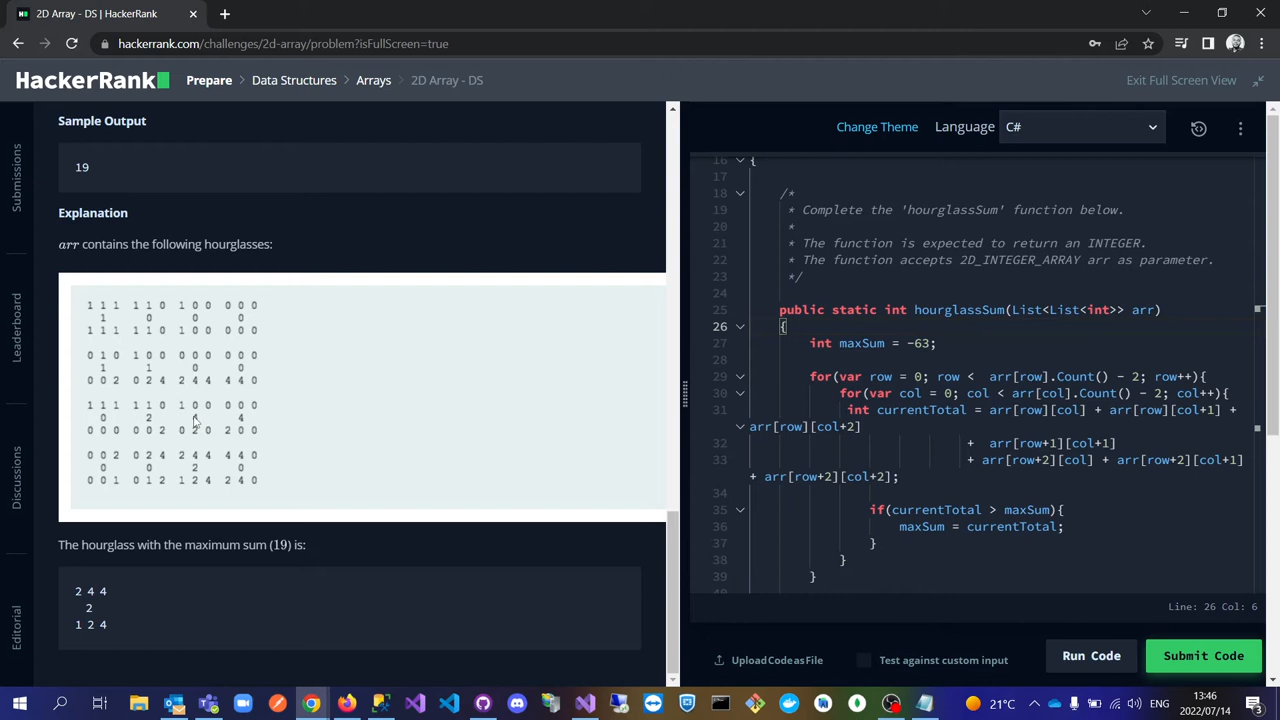 2D Array - DS | HackerRank
hackerrank.com/challenges/2d-array/problem?isFullScreen=true
HackerRank
Prepare > Data Structures > Arrays > 2D Array - DS
Exit Full Screen View
Submissions
Leaderboard
Discussions
Editorial
Sample Output
19
Explanation
arr contains the following hourglasses:
1 1 1 1 1 0 1 0 0 0 0 0
1 0 0 0
1 1 1 1 1 0 1 0 0 0 0 0
0 1 0 1 0 0 0 0 0 0 0 0
1 1 0 0
0 0 2 0 2 4 2 4 4 4 4 0
1 1 1 1 1 0 1 0 0 0 0 0
0 2 4 4
0 0 0 0 0 2 0 2 0 2 0 0
0 0 2 0 2 4 2 4 4 4 4 0
0 0 2 0
0 0 1 0 1 2 1 2 4 2 4 0
The hourglass with the maximum sum (19) is:
2 4 4
2
1 2 4
Change Theme
Language
C#
16 {
17
18 /*
19 * Complete the 'hourglassSum' function below.
20 *
21 * The function is expected to return an INTEGER.
22 * The function accepts 2D_INTEGER_ARRAY arr as parameter.
23 */
24
25 public static int hourglassSum(List<List<int>> arr)
26 {
27 int maxSum = -63;
28
29 for(var row = 0; row < arr[row].Count() - 2; row++){
30 for(var col = 0; col < arr[col].Count() - 2; col++){
31 int currentTotal = arr[row][col] + arr[row][col+1] +
arr[row][col+2]
32 + arr[row+1][col+1]
33 + arr[row+2][col] + arr[row+2][col+1]
+ arr[row+2][col+2];
34
35 if(currentTotal > maxSum){
36 maxSum = currentTotal;
37 }
38 }
} 
Line: 26 Col: 6
Upload Code as File
Test against custom input
Run Code
Submit Code
21°C
13:46
2022/07/14